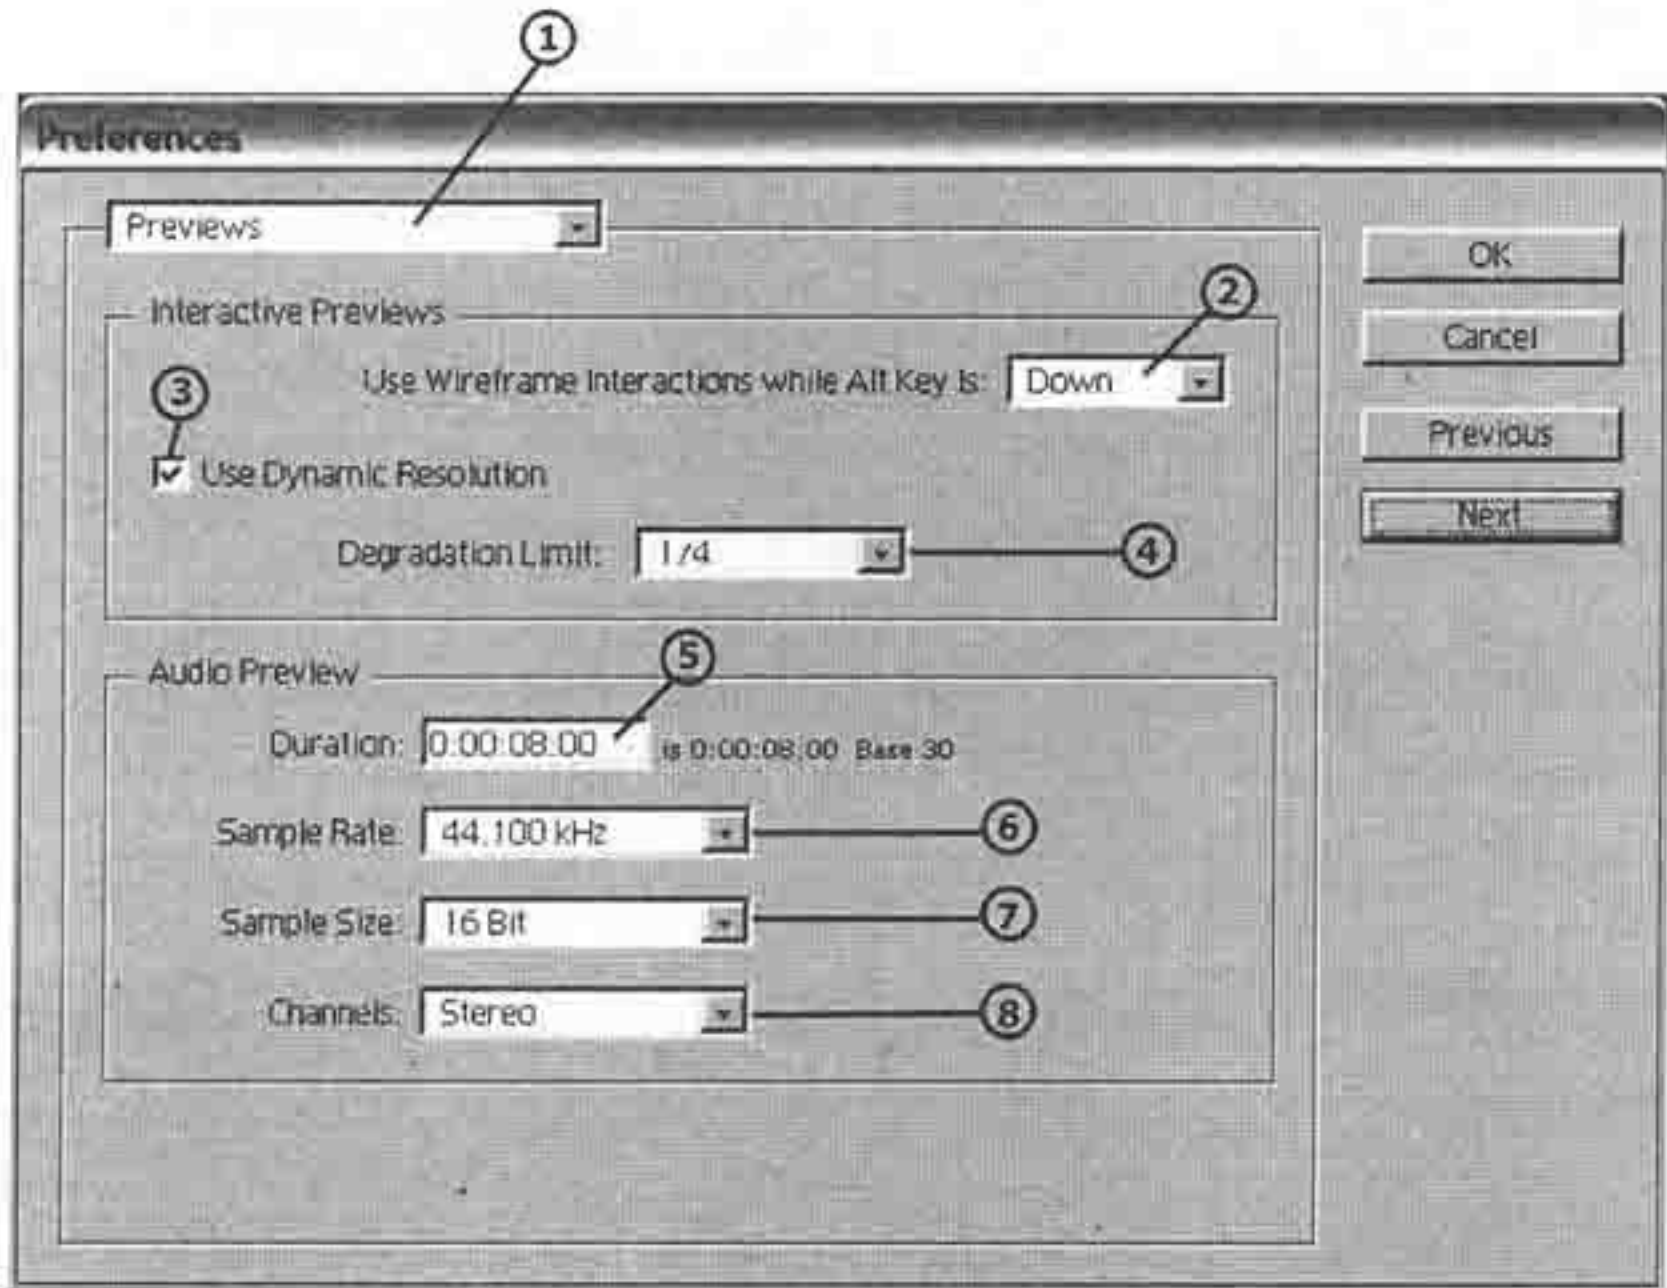 ①
Preferences
Previews
OK
Interactive Previews
②
Cancel
③
Use Wireframe Interactions while Alt Key Is: Down
Previous
Use Dynamic Resolution
Next
Degradation Limit: 1/4 ④
Audio Preview
⑤
Duration: 0:00:08:00 is 0:00:08:00 Base 30
Sample Rate: 44.100 kHz ⑥
Sample Size: 16 Bit ⑦
Channels: Stereo ⑧